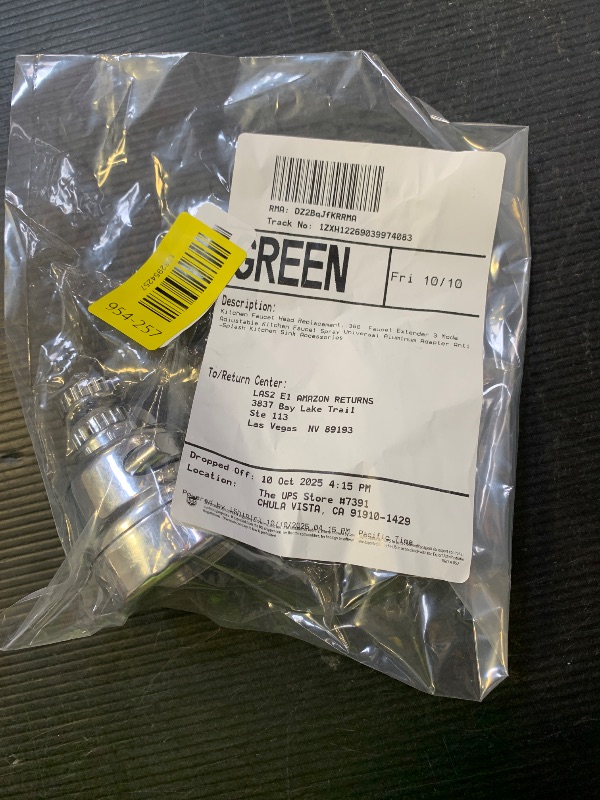 RMA: DZ2BaJfKRRMA
Track No: 1ZXH12269039974083
GREEN
Fri 10/10
954-257
Description:
Kitchen Faucet Head Replacement, 360 Faucet Extender 3 Mode
Adjustable Kitchen Faucet Spray Universal Aluminum Adapter Anti
-Splash Kitchen Sink Accessories
To/Return Center:
LAS2 E1 AMAZON RETURNS
3837 Bay Lake Trail
Ste 113
Las Vegas NV 89193
Dropped Off: 10 Oct 2025 4:15 PM
Location:
The UPS Store #7391
CHULA VISTA, CA 91910-1429
Pacific Time